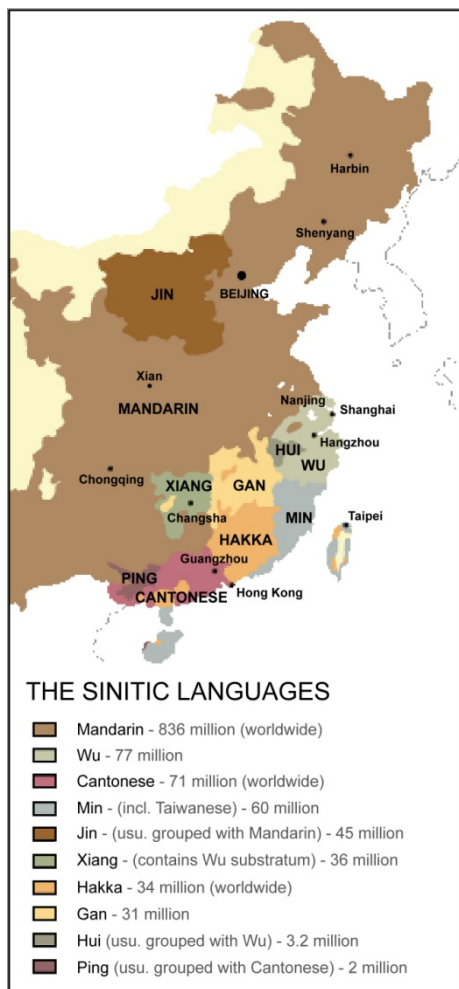 Harbin
Shenyang
BEIJING
JIN
Xian
MANDARIN
Nanjing
Shanghai
Hangzhou
HUI
WU
Chongqing
XIANG
GAN
Changsha
MIN
Taipei
HAKKA
Guangzhou
PING
Hong Kong
CANTONESE
THE SINITIC LANGUAGES
Mandarin - 836 million (worldwide)
Wu - 77 million
Cantonese - 71 million (worldwide)
Min - (incl. Taiwanese) - 60 million
Jin - (usu. grouped with Mandarin) - 45 million
Xiang - (contains Wu substratum) - 36 million
Hakka - 34 million (worldwide)
Gan - 31 million
Hui (usu. grouped with Wu) - 3.2 million
Ping (usu. grouped with Cantonese) - 2 million